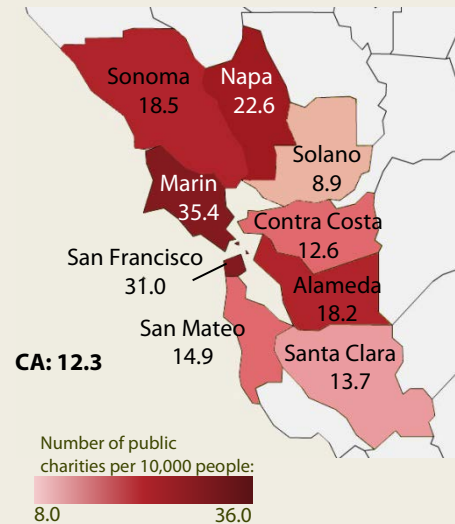 Sonoma
18.5
Napa
22.6
Solano
8.9
Marin
35.4
Contra Costa
12.6
San Francisco
31.0
Alameda
18.2
San Mateo
14.9
Santa Clara
13.7
CA: 12.3
Number of public
charities per 10,000 people:
8.0 36.0